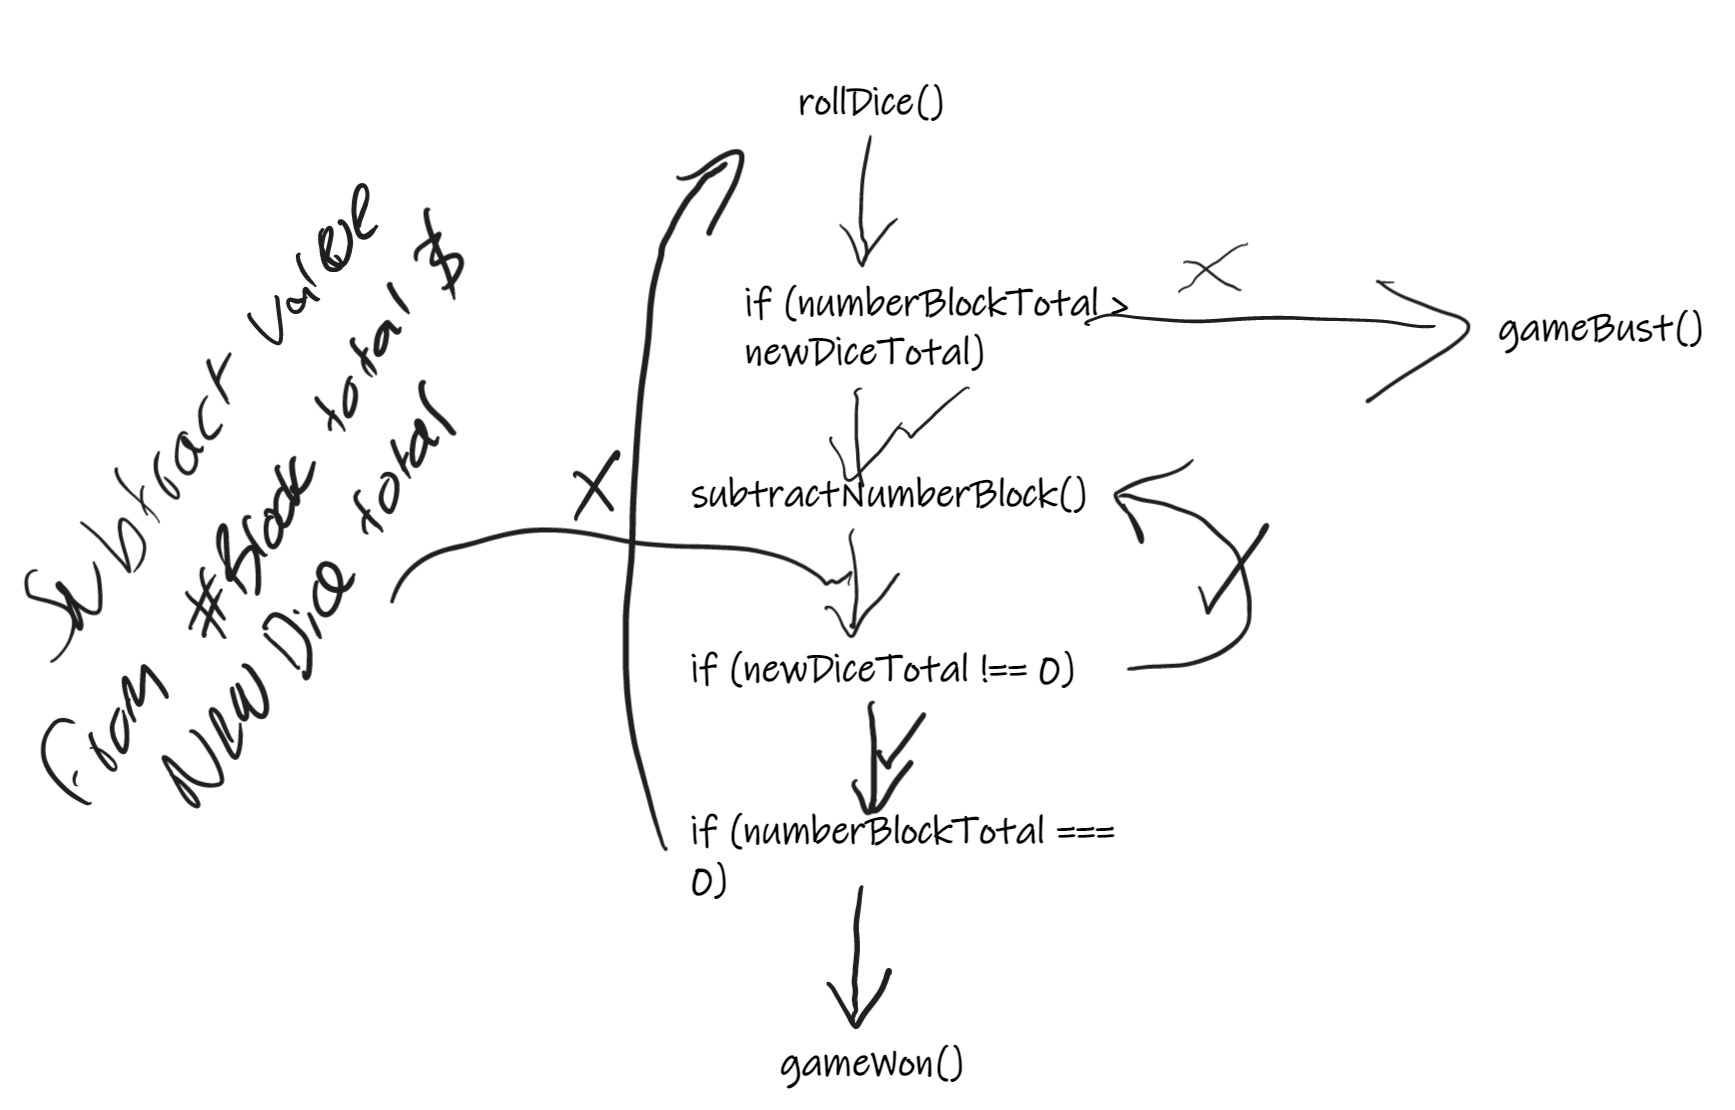 rollDice()
if (numberBlockTotal >
newDiceTotal)
X
gameBust()
subtractNumberBlock()
Subtract value
From #Block total &
New Dice total
X
if (newDiceTotal !== 0)
if (numberBlockTotal ===
0)
gameWon()